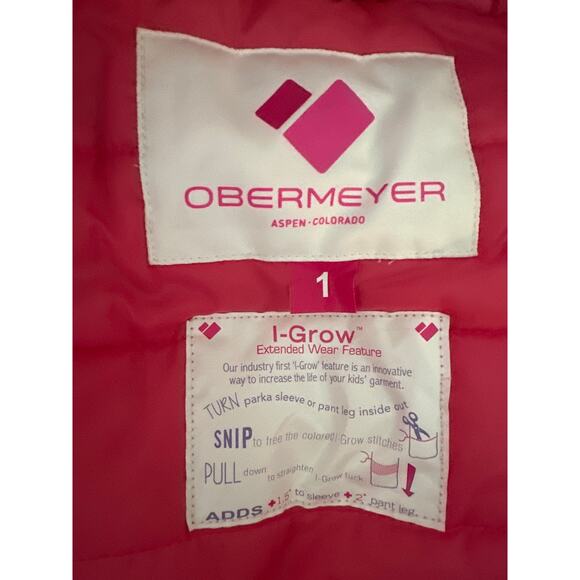 OBERMEYER
ASPEN·COLORADO
1
I-Grow™
Extended Wear Feature
Our industry first 'I-Grow' feature is an innovative
way to increase the life of your kids' garment.
TURN parka sleeve or pant leg inside out
SNIP to free the colored I-Grow stitches
PULL down to straighten I-Grow tuck
ADDS +1.5" to sleeve +2" pant leg.